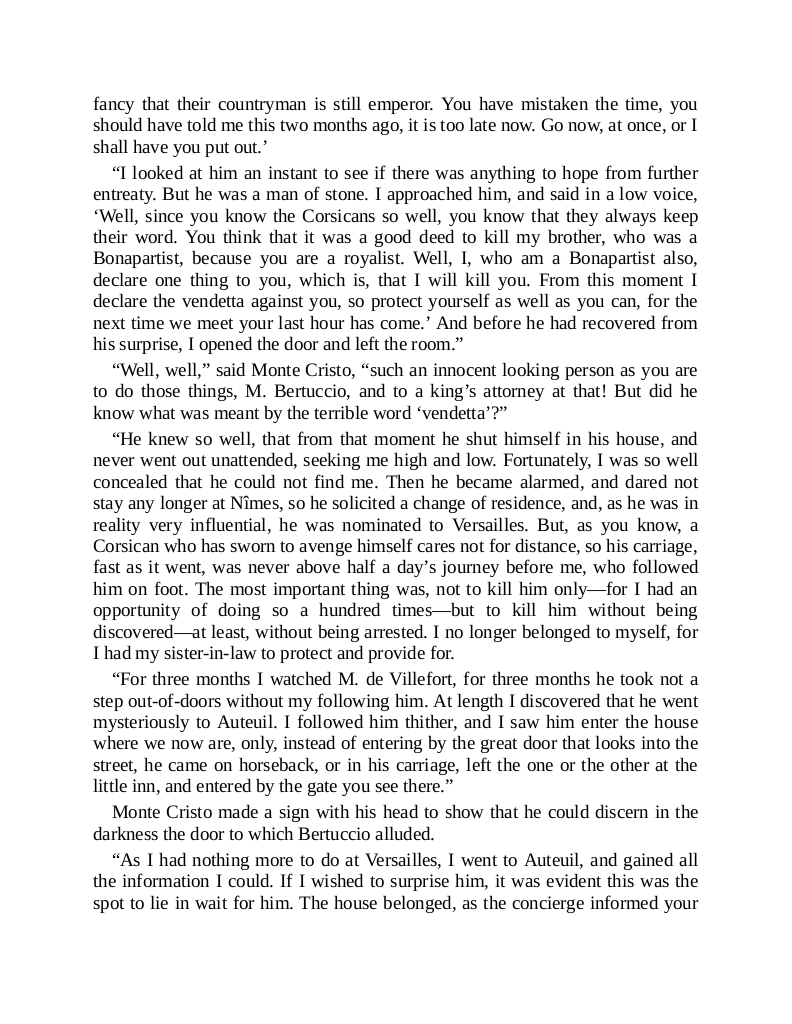 fancy that their countryman is still emperor. You have mistaken the time, you
should have told me this two months ago, it is too late now. Go now, at once, or I
shall have you put out.’
“I looked at him an instant to see if there was anything to hope from further
entreaty. But he was a man of stone. I approached him, and said in a low voice,
‘Well, since you know the Corsicans so well, you know that they always keep
their word. You think that it was a good deed to kill my brother, who was a
Bonapartist, because you are a royalist. Well, I, who am a Bonapartist also,
declare one thing to you, which is, that I will kill you. From this moment I
declare the vendetta against you, so protect yourself as well as you can, for the
next time we meet your last hour has come.’ And before he had recovered from
his surprise, I opened the door and left the room.”
“Well, well,” said Monte Cristo, “such an innocent looking person as you are
to do those things, M. Bertuccio, and to a king’s attorney at that! But did he
know what was meant by the terrible word ‘vendetta’?”
“He knew so well, that from that moment he shut himself in his house, and
never went out unattended, seeking me high and low. Fortunately, I was so well
concealed that he could not find me. Then he became alarmed, and dared not
stay any longer at Nîmes, so he solicited a change of residence, and, as he was in
reality very influential, he was nominated to Versailles. But, as you know, a
Corsican who has sworn to avenge himself cares not for distance, so his carriage,
fast as it went, was never above half a day’s journey before me, who followed
him on foot. The most important thing was, not to kill him only—for I had an
opportunity of doing so a hundred times—but to kill him without being
discovered—at least, without being arrested. I no longer belonged to myself, for
I had my sister-in-law to protect and provide for.
“For three months I watched M. de Villefort, for three months he took not a
step out-of-doors without my following him. At length I discovered that he went
mysteriously to Auteuil. I followed him thither, and I saw him enter the house
where we now are, only, instead of entering by the great door that looks into the
street, he came on horseback, or in his carriage, left the one or the other at the
little inn, and entered by the gate you see there.”
Monte Cristo made a sign with his head to show that he could discern in the
darkness the door to which Bertuccio alluded.
“As I had nothing more to do at Versailles, I went to Auteuil, and gained all
the information I could. If I wished to surprise him, it was evident this was the
spot to lie in wait for him. The house belonged, as the concierge informed your